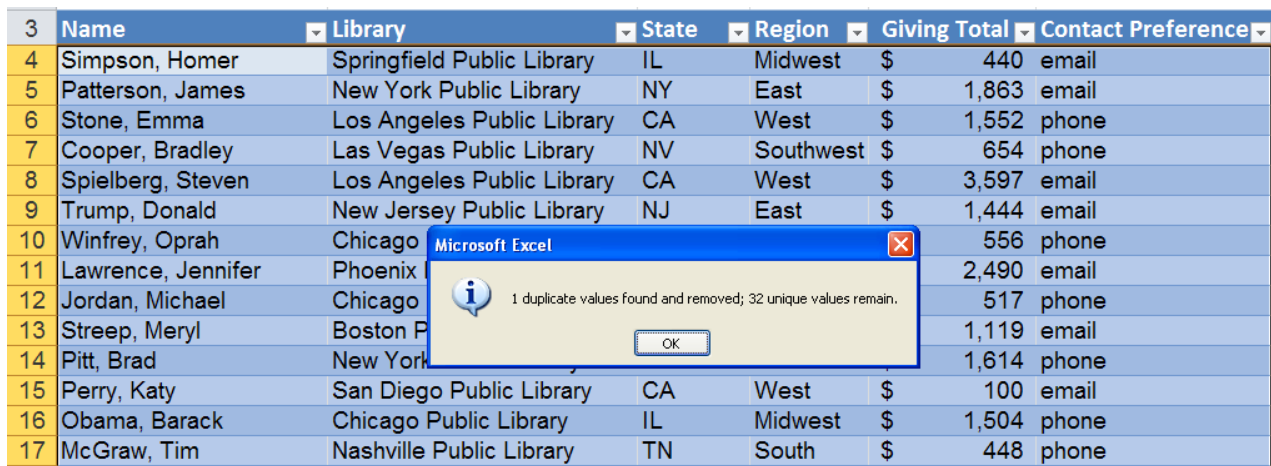 3 Name Library State Region Giving Total Contact Preference
4 Simpson, Homer Springfield Public Library IL Midwest $ 440 email
5 Patterson, James New York Public Library NY East $ 1,863 email
6 Stone, Emma Los Angeles Public Library CA West $ 1,552 phone
7 Cooper, Bradley Las Vegas Public Library NV Southwest $ 654 phone
8 Spielberg, Steven Los Angeles Public Library CA West $ 3,597 email
9 Trump, Donald New Jersey Public Library NJ East $ 1,444 email
10 Winfrey, Oprah Chicago 556 phone
11 Lawrence, Jennifer Phoenix 2,490 email
12 Jordan, Michael Chicago 517 phone
13 Streep, Meryl Boston P 1,119 email
14 Pitt, Brad New York 1,614 phone
15 Perry, Katy San Diego Public Library CA West $ 100 email
16 Obama, Barack Chicago Public Library IL Midwest $ 1,504 phone
17 McGraw, Tim Nashville Public Library TN South $ 448 phone
Microsoft Excel
1 duplicate values found and removed; 32 unique values remain.
OK